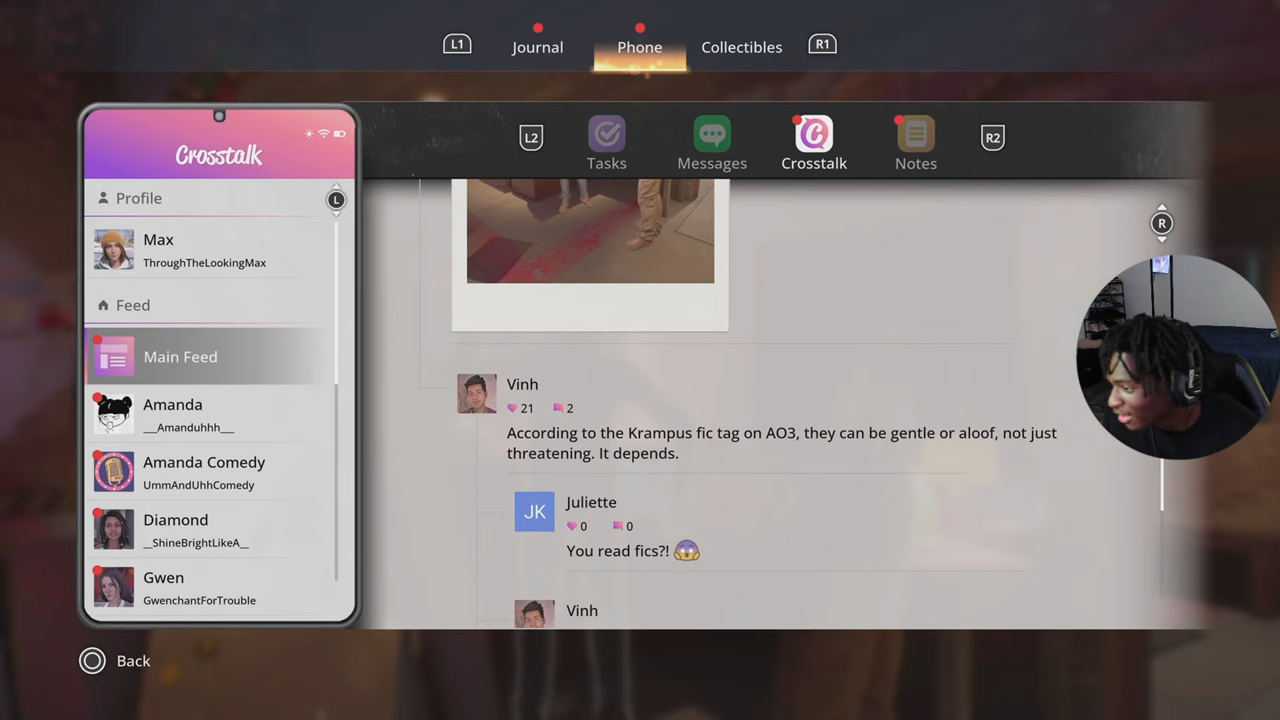 L1
Journal
Phone
Collectibles
R1
Crosstalk
L2
Tasks
Messages
Crosstalk
Notes
R2
Profile
L
Max
ThroughTheLookingMax
Feed
Main Feed
Amanda
___Amanduhhh___
Amanda Comedy
UmmAndUhhComedy
Diamond
__ShineBrightLikeA__
Gwen
GwenchantForTrouble
R
Vinh
21 2
According to the Krampus fic tag on AO3, they can be gentle or aloof, not just
threatening. It depends.
JK
Juliette
0 0
You read fics?! 😱
Vinh
Back